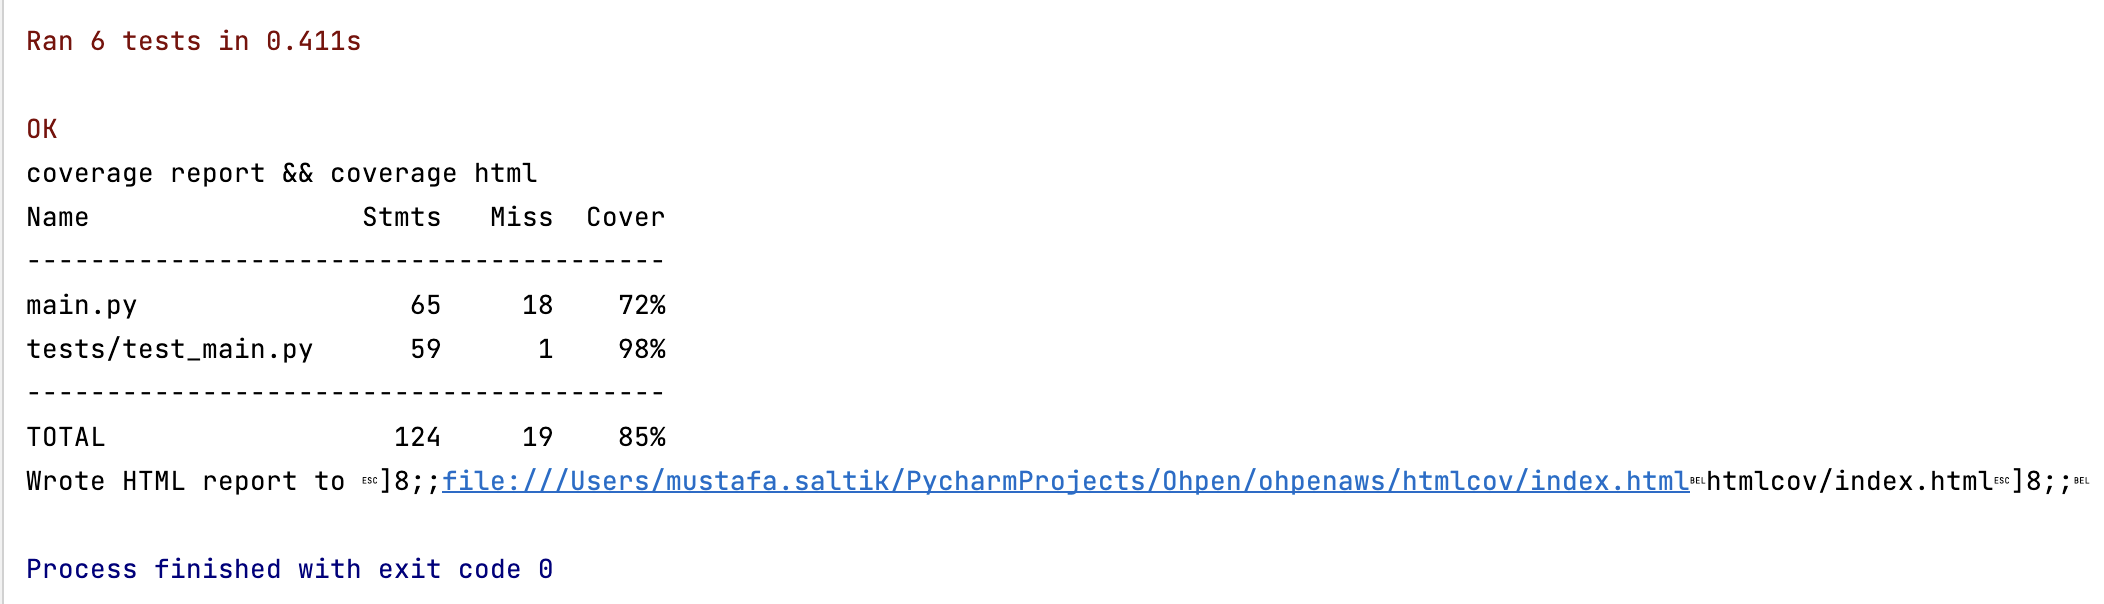 Ran 6 tests in 0.411s
OK
coverage report && coverage html
Name                 Stmts   Miss  Cover
----------------------------------------
main.py                 65     18    72%
tests/test_main.py      59      1    98%
----------------------------------------
TOTAL                  124     19    85%
Wrote HTML report to ESC]8;;file:///Users/mustafa.saltik/PycharmProjects/Ohpen/ohpenaws/htmlcov/index.htmlBELhtmlcov/index.htmlESC]8;;BEL
Process finished with exit code 0